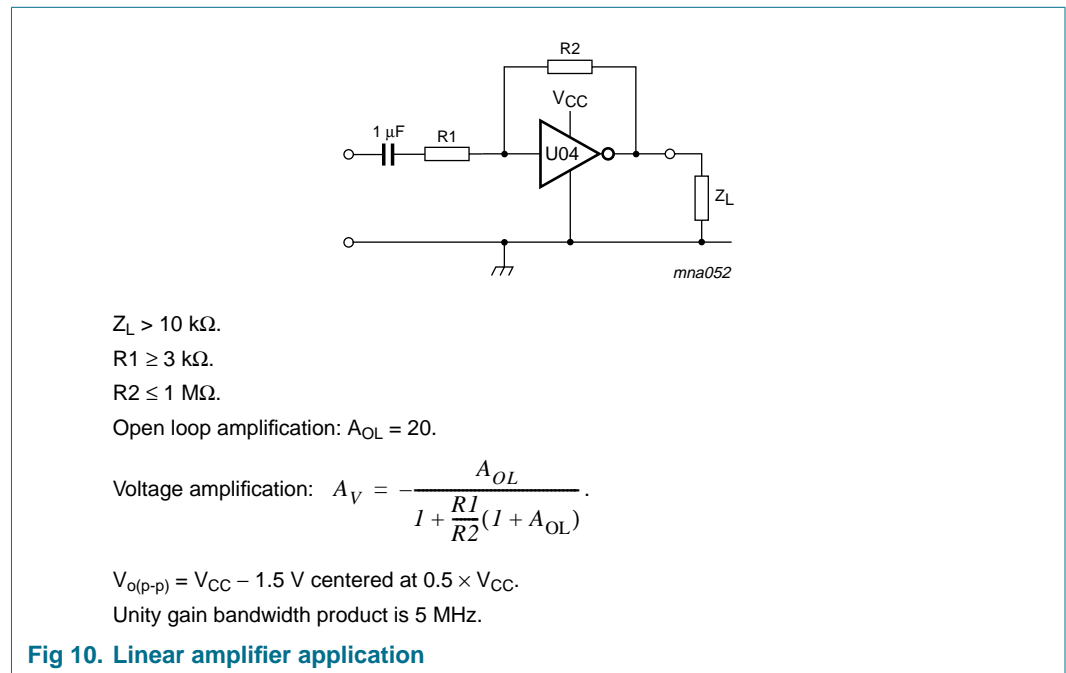 R2
VCC
1 μF
R1
U04
ZL
mna052
ZL > 10 kΩ.
R1 ≥ 3 kΩ.
R2 ≤ 1 MΩ.
Open loop amplification: AOL = 20.
Voltage amplification: AV = − AOL / (1 + R1/R2 (1 + AOL)).
Vo(p-p) = VCC − 1.5 V centered at 0.5 × VCC.
Unity gain bandwidth product is 5 MHz.
Fig 10. Linear amplifier application